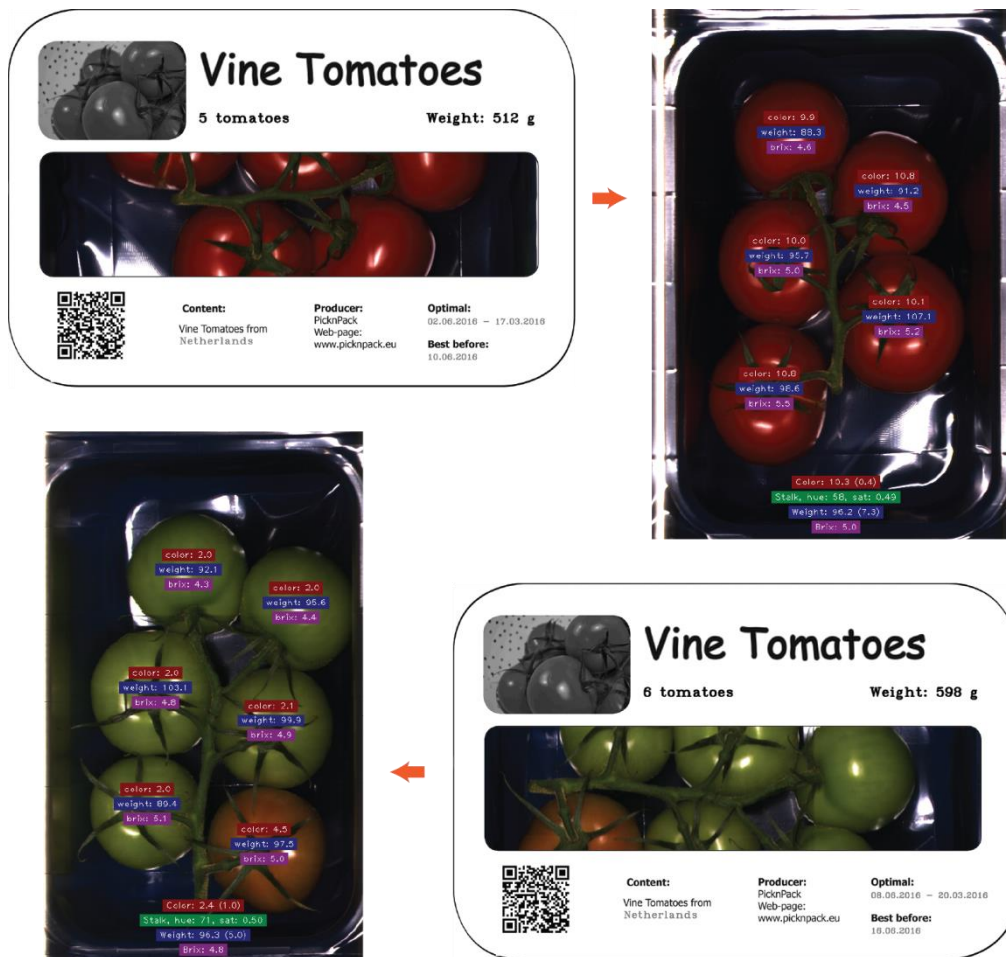 Vine Tomatoes
5 tomatoes
Weight: 512 g
Content:
Vine Tomatoes from
Netherlands
Producer:
PicknPack
Web-page:
www.picknpack.eu
Optimal:
02.06.2016 – 17.03.2016
Best before:
10.06.2016
color: 9.9
weight: 88.3
brix: 4.6
color: 10.8
weight: 91.2
brix: 4.5
color: 10.0
weight: 95.7
brix: 5.0
color: 10.1
weight: 107.1
brix: 5.2
color: 10.8
weight: 98.6
brix: 5.5
Color: 10.3 (0.4)
Stalk, hue: 58, sat: 0.49
Weight: 96.2 (7.3)
Brix: 5.0
color: 2.0
weight: 92.1
brix: 4.3
color: 2.0
weight: 95.6
brix: 4.4
color: 2.0
weight: 103.1
brix: 4.8
color: 2.1
weight: 99.9
brix: 4.9
color: 2.0
weight: 89.4
brix: 5.1
color: 4.5
weight: 97.5
brix: 5.0
Color: 2.4 (1.0)
Stalk, hue: 71, sat: 0.50
Weight: 96.3 (5.0)
Brix: 4.8
Vine Tomatoes
6 tomatoes
Weight: 598 g
Content:
Vine Tomatoes from
Netherlands
Producer:
PicknPack
Web-page:
www.picknpack.eu
Optimal:
08.06.2016 – 20.03.2016
Best before:
16.06.2016